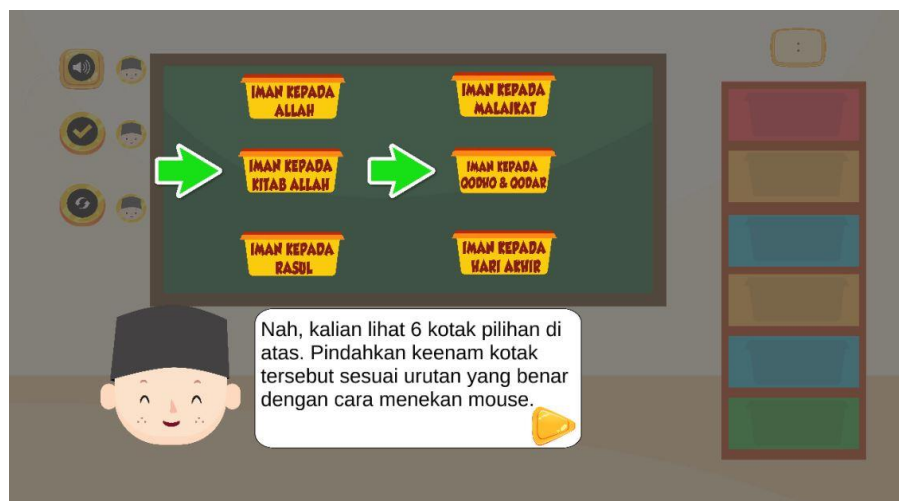 IMAN KEPADA
ALLAH
IMAN KEPADA
MALAIKAT
IMAN KEPADA
KITAB ALLAH
IMAN KEPADA
QODHO & QODAR
IMAN KEPADA
RASUL
IMAN KEPADA
HARI AKHIR
:
Nah, kalian lihat 6 kotak pilihan di
atas. Pindahkan keenam kotak
tersebut sesuai urutan yang benar
dengan cara menekan mouse.